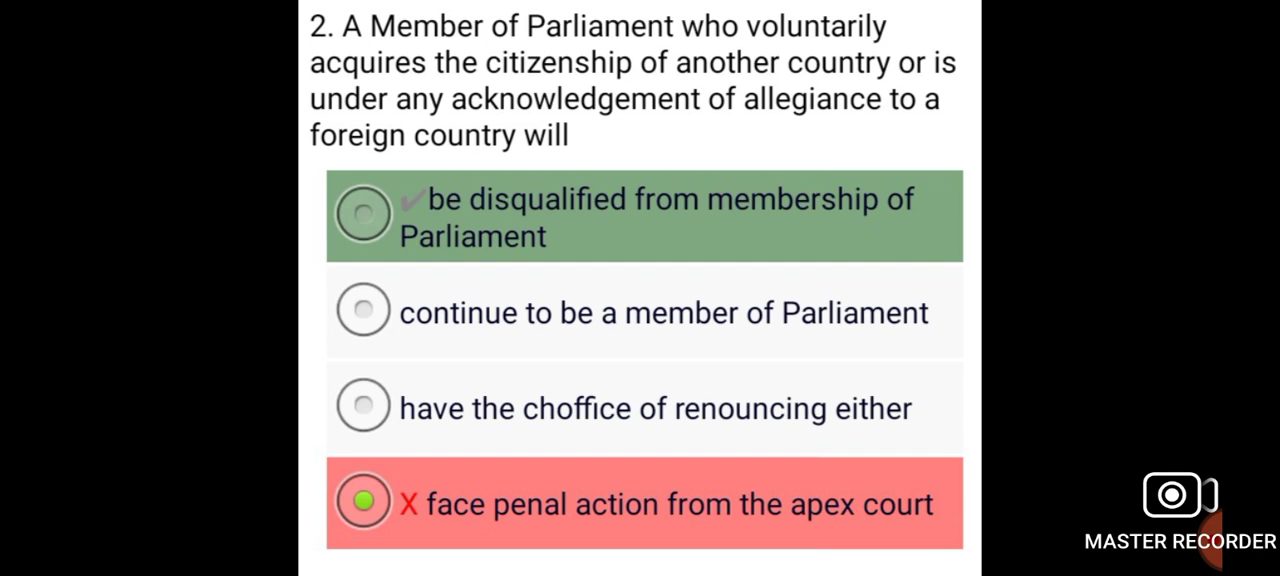 2. A Member of Parliament who voluntarily
acquires the citizenship of another country or is
under any acknowledgement of allegiance to a
foreign country will
✔be disqualified from membership of
Parliament
continue to be a member of Parliament
have the choffice of renouncing either
X face penal action from the apex court
MASTER RECORDER